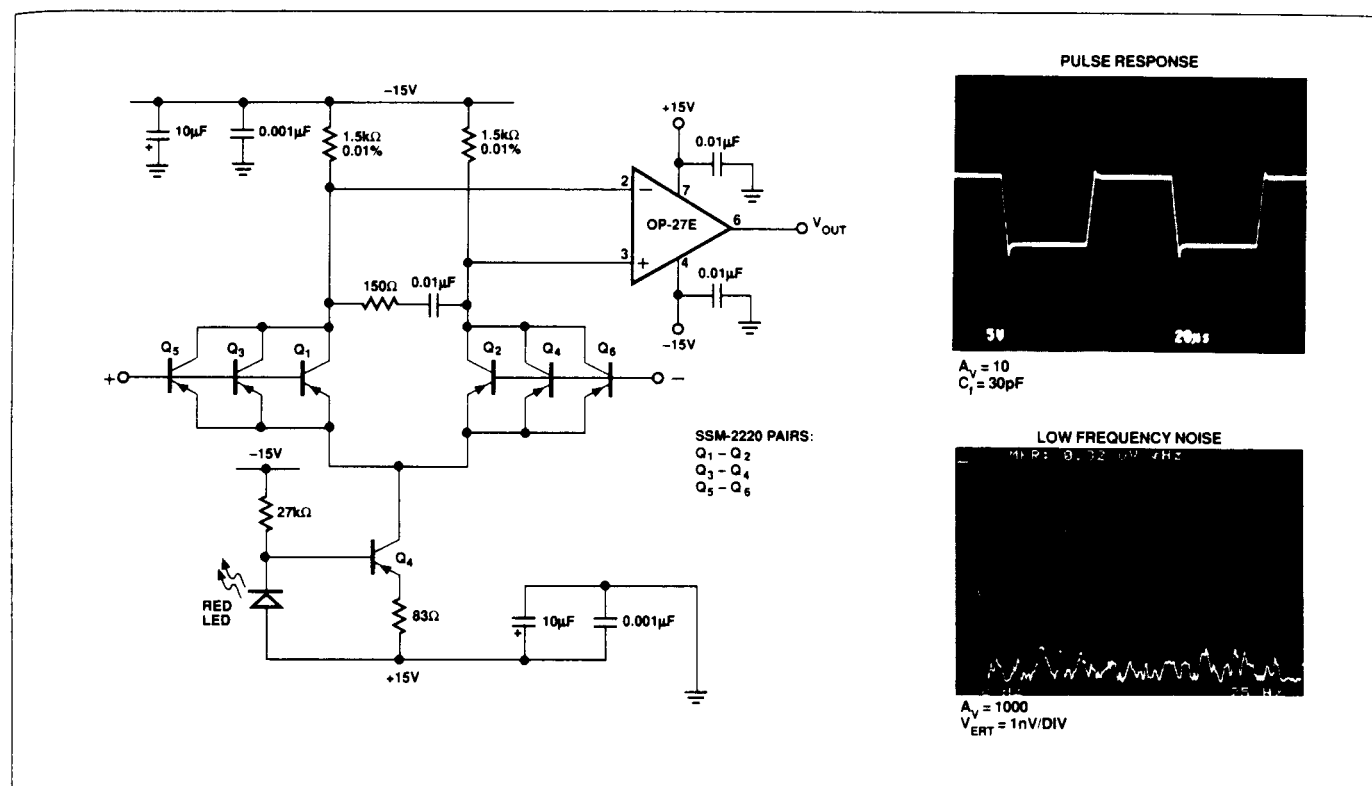 −15V
10µF
+
0.001µF
1.5kΩ
0.01%
1.5kΩ
0.01%
+15V
0.01µF
2
−
7
OP-27E
6
V_OUT
3
+
4
0.01µF
−15V
150Ω
0.01µF
Q5
Q3
Q1
Q2
Q4
Q6
+
−
SSM-2220 PAIRS:
Q1 – Q2
Q3 – Q4
Q5 – Q6
−15V
27kΩ
Q4
RED
LED
83Ω
10µF
+
0.001µF
+15V
PULSE RESPONSE
5V
20µs
A_V = 10
C_f = 30pF
LOW FREQUENCY NOISE
A_V = 1000
V_ERT = 1nV/DIV